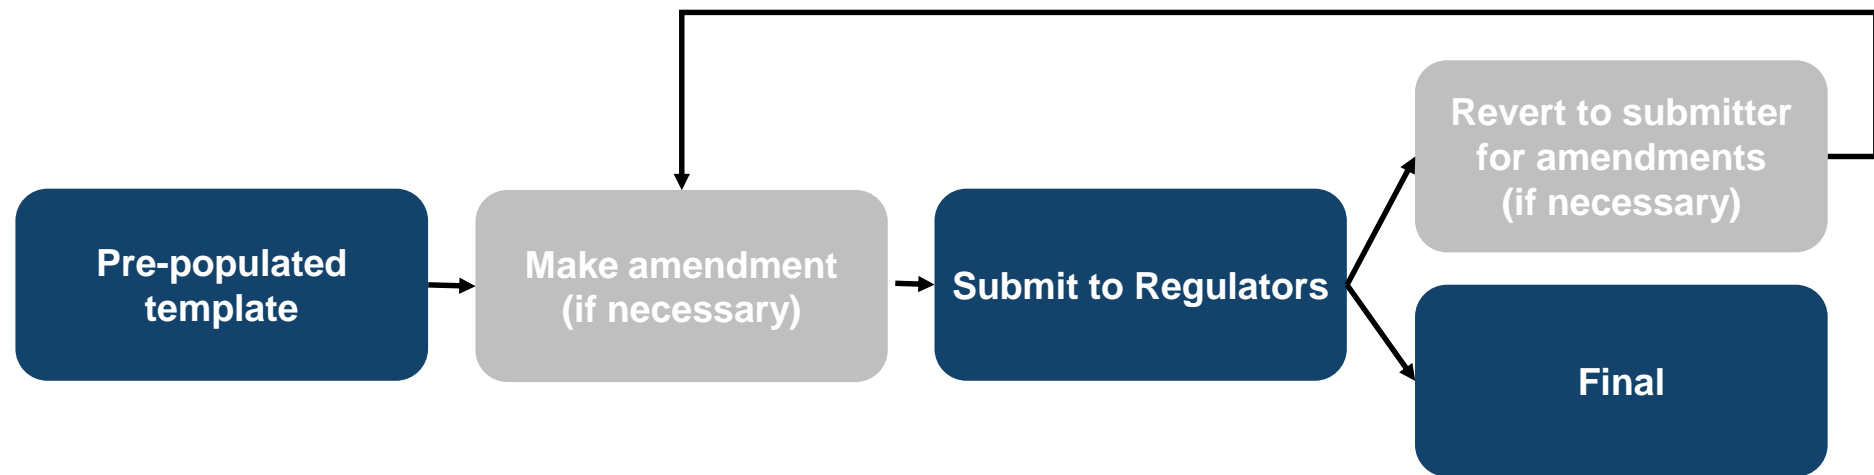 Pre-populated
template
Make amendment
(if necessary)
Submit to Regulators
Revert to submitter
for amendments
(if necessary)
Final